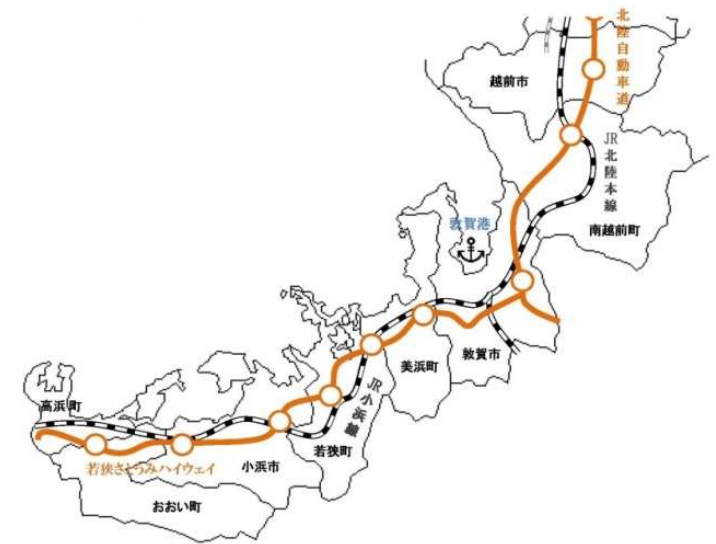 北陸自動車道
越前市
JR北陸本線
敦賀港
南越前町
敦賀市
美浜町
JR小浜線
高浜町
若狭町
小浜市
若狭さとうみハイウェイ
おおい町